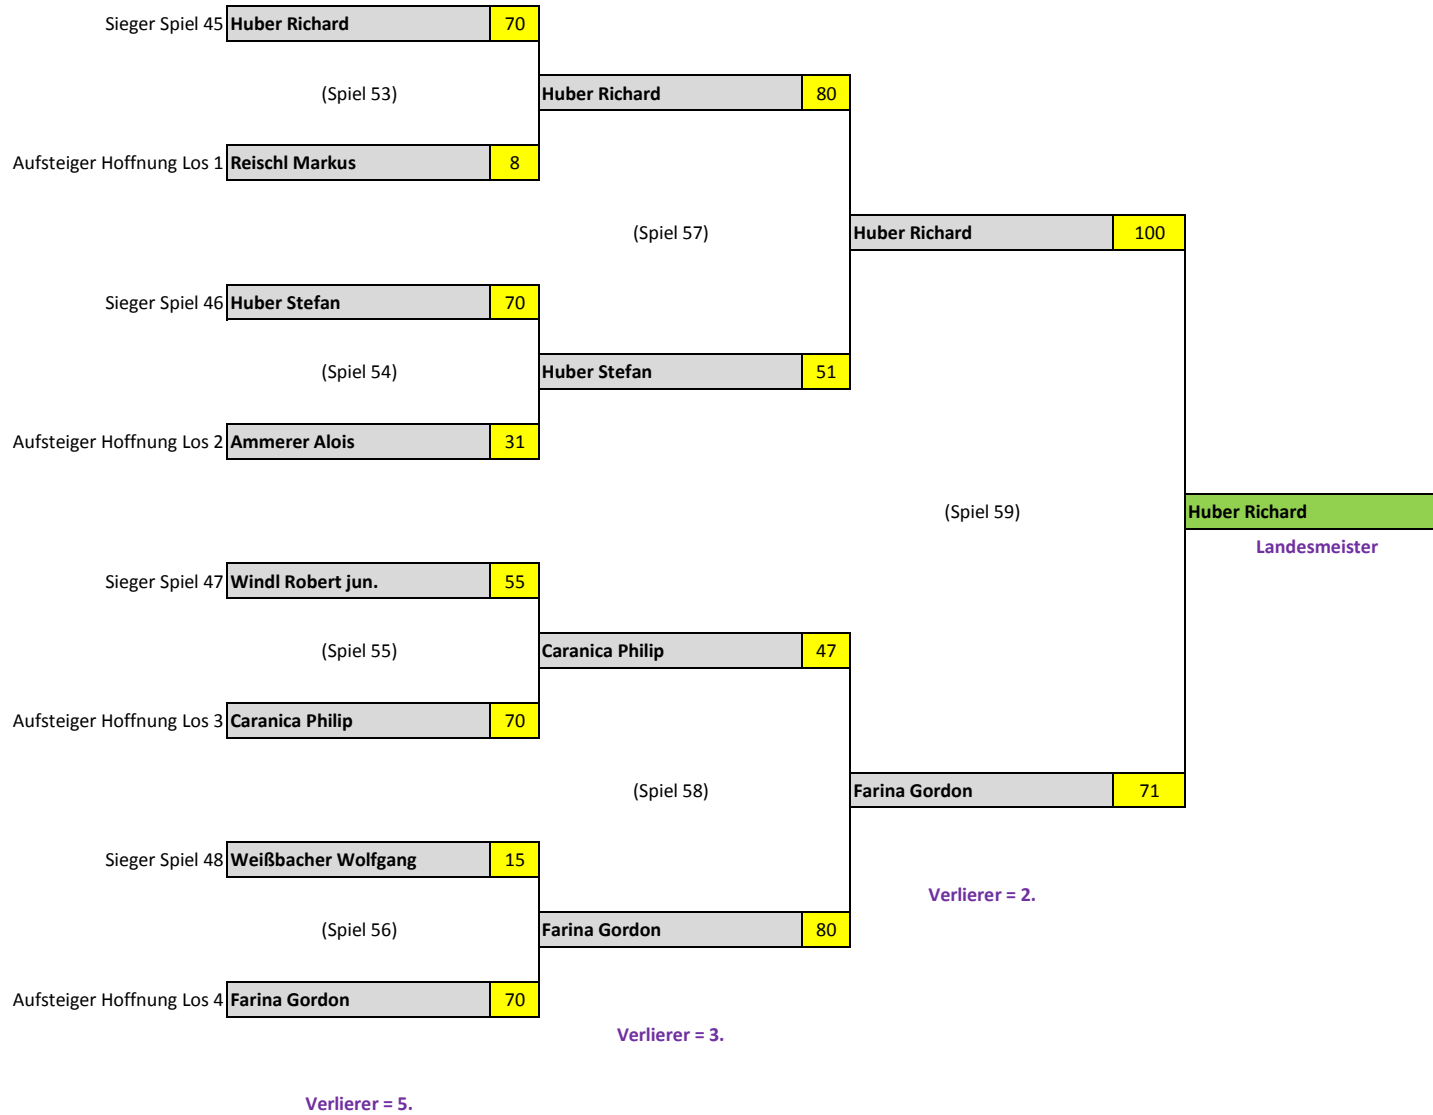 Sieger Spiel 45 Huber Richard 70
(Spiel 53) Huber Richard 80
Aufsteiger Hoffnung Los 1 Reischl Markus 8
(Spiel 57) Huber Richard 100
Sieger Spiel 46 Huber Stefan 70
(Spiel 54) Huber Stefan 51
Aufsteiger Hoffnung Los 2 Ammerer Alois 31
(Spiel 59) Huber Richard
Landesmeister
Sieger Spiel 47 Windl Robert jun. 55
(Spiel 55) Caranica Philip 47
Aufsteiger Hoffnung Los 3 Caranica Philip 70
(Spiel 58) Farina Gordon 71
Sieger Spiel 48 Weißbacher Wolfgang 15
Verlierer = 2.
(Spiel 56) Farina Gordon 80
Aufsteiger Hoffnung Los 4 Farina Gordon 70
Verlierer = 3.
Verlierer = 5.